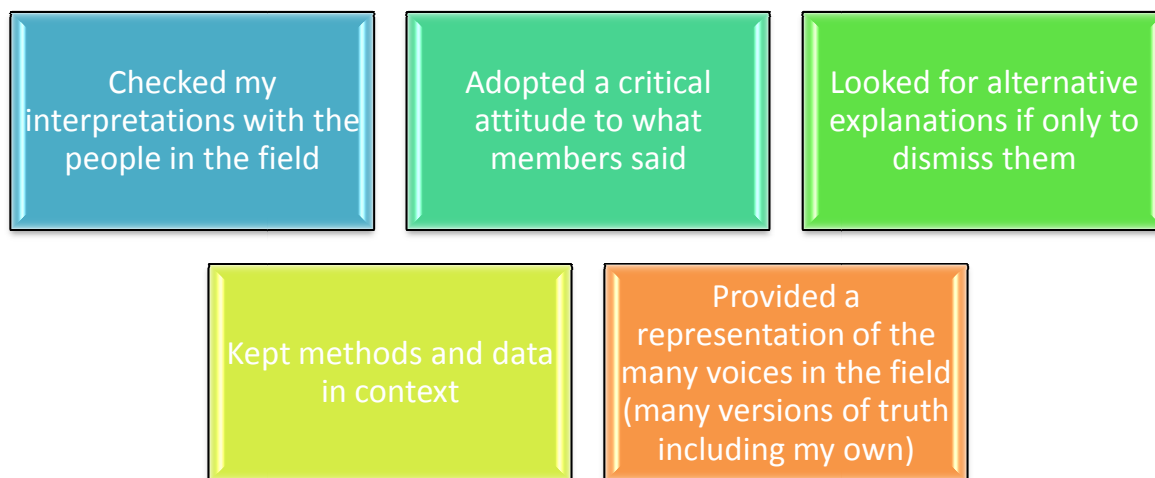 Checked my
interpretations with the
people in the field
Adopted a critical
attitude to what
members said
Looked for alternative
explanations if only to
dismiss them
Kept methods and data
in context
Provided a
representation of the
many voices in the field
(many versions of truth
including my own)